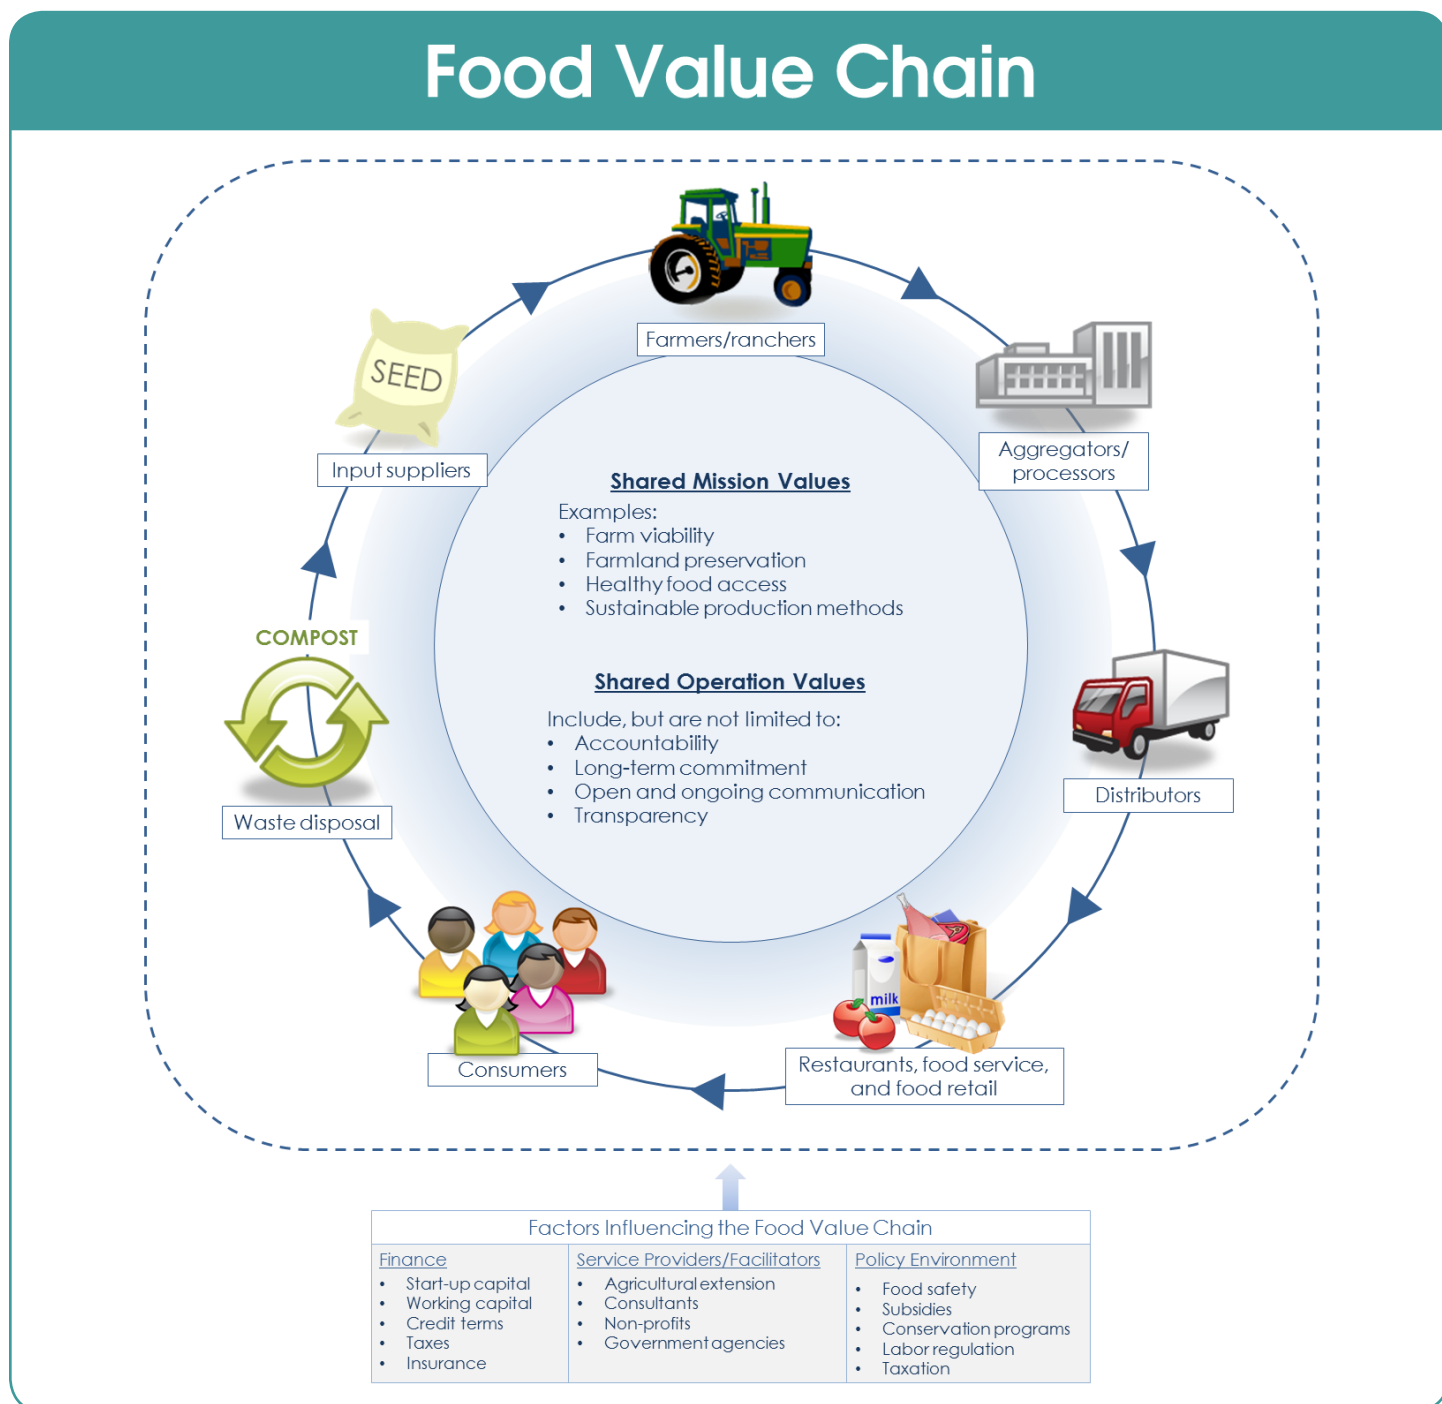 Food Value Chain
Farmers/ranchers
SEED
Input suppliers
Aggregators/
processors
Shared Mission Values
Examples:
• Farm viability
• Farmland preservation
• Healthy food access
• Sustainable production methods
COMPOST
Waste disposal
Shared Operation Values
Include, but are not limited to:
• Accountability
• Long-term commitment
• Open and ongoing communication
• Transparency
Distributors
milk
Restaurants, food service,
and food retail
Consumers
Factors Influencing the Food Value Chain
Finance
• Start-up capital
• Working capital
• Credit terms
• Taxes
• Insurance
Service Providers/Facilitators
• Agricultural extension
• Consultants
• Non-profits
• Government agencies
Policy Environment
• Food safety
• Subsidies
• Conservation programs
• Labor regulation
• Taxation